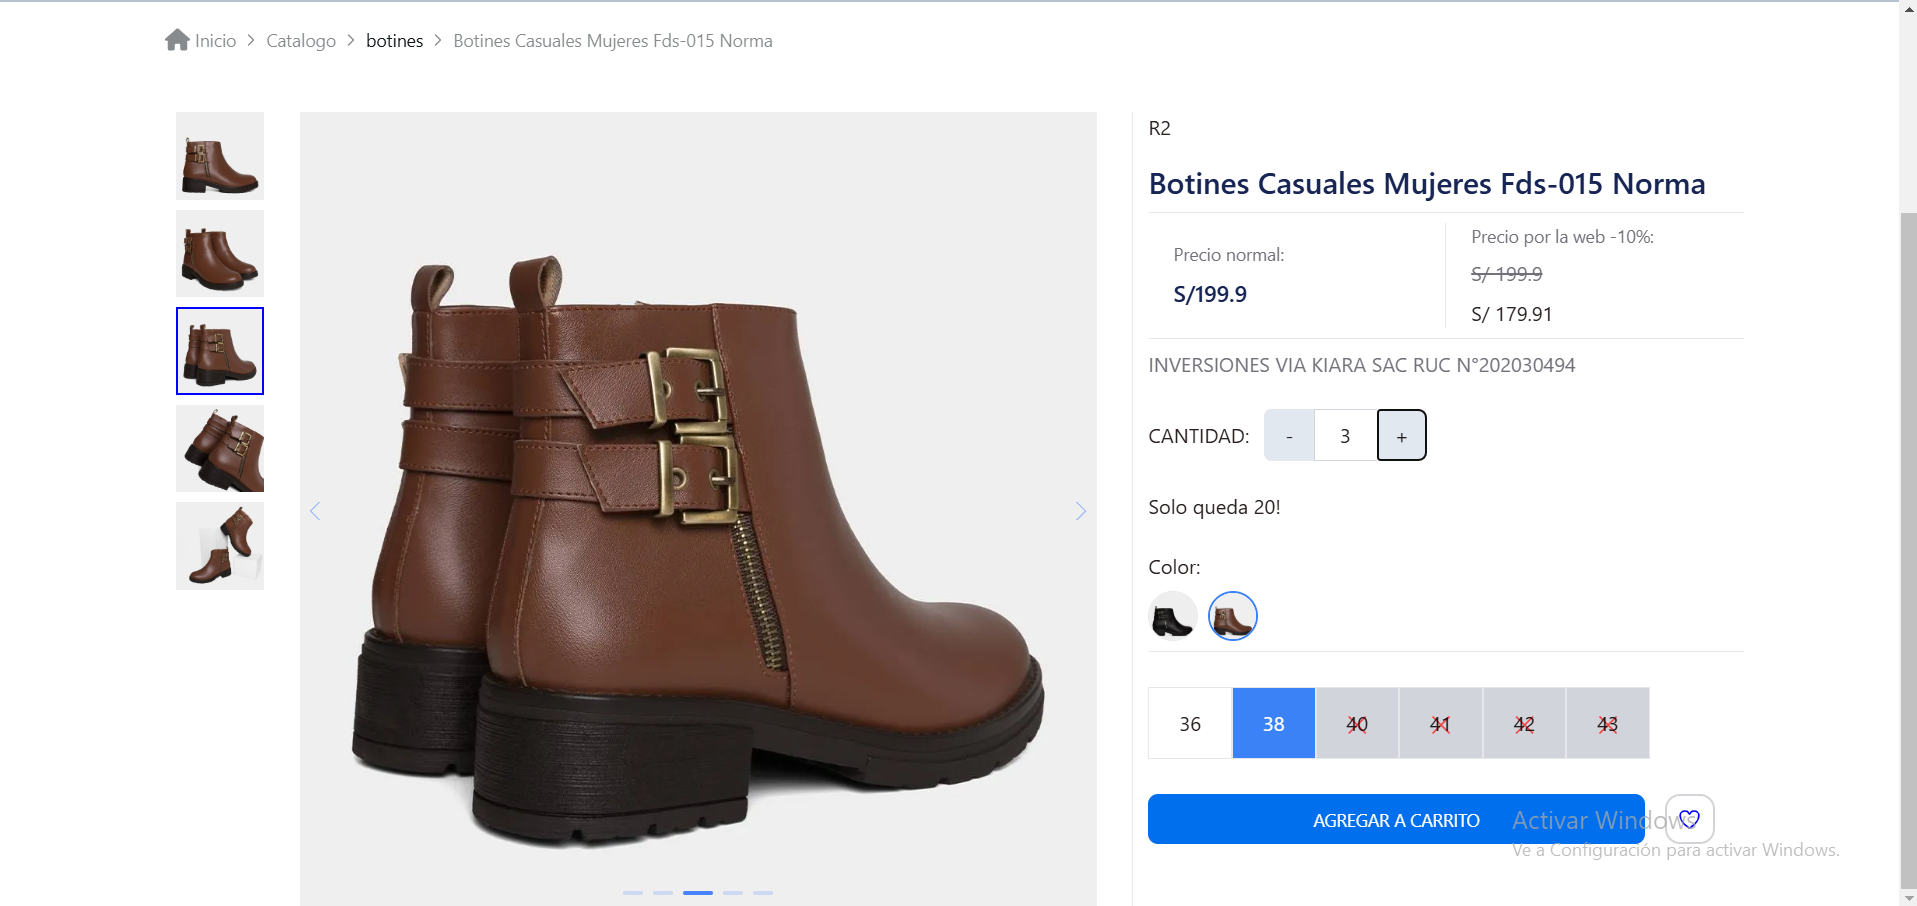 Inicio > Catalogo > botines > Botines Casuales Mujeres Fds-015 Norma
R2
Botines Casuales Mujeres Fds-015 Norma
Precio normal:
S/199.9
Precio por la web -10%:
S/ 199.9
S/ 179.91
INVERSIONES VIA KIARA SAC RUC N°202030494
CANTIDAD: - 3 +
Solo queda 20!
Color:
36 38 40 41 42 43
AGREGAR A CARRITO
Activar Windows
Ve a Configuración para activar Windows.